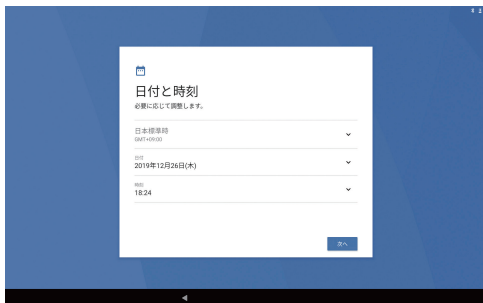 日付と時刻
必要に応じて調整します。
日本標準時
GMT+09:00
日付
2019年12月26日(木)
時刻
18:24
次へ